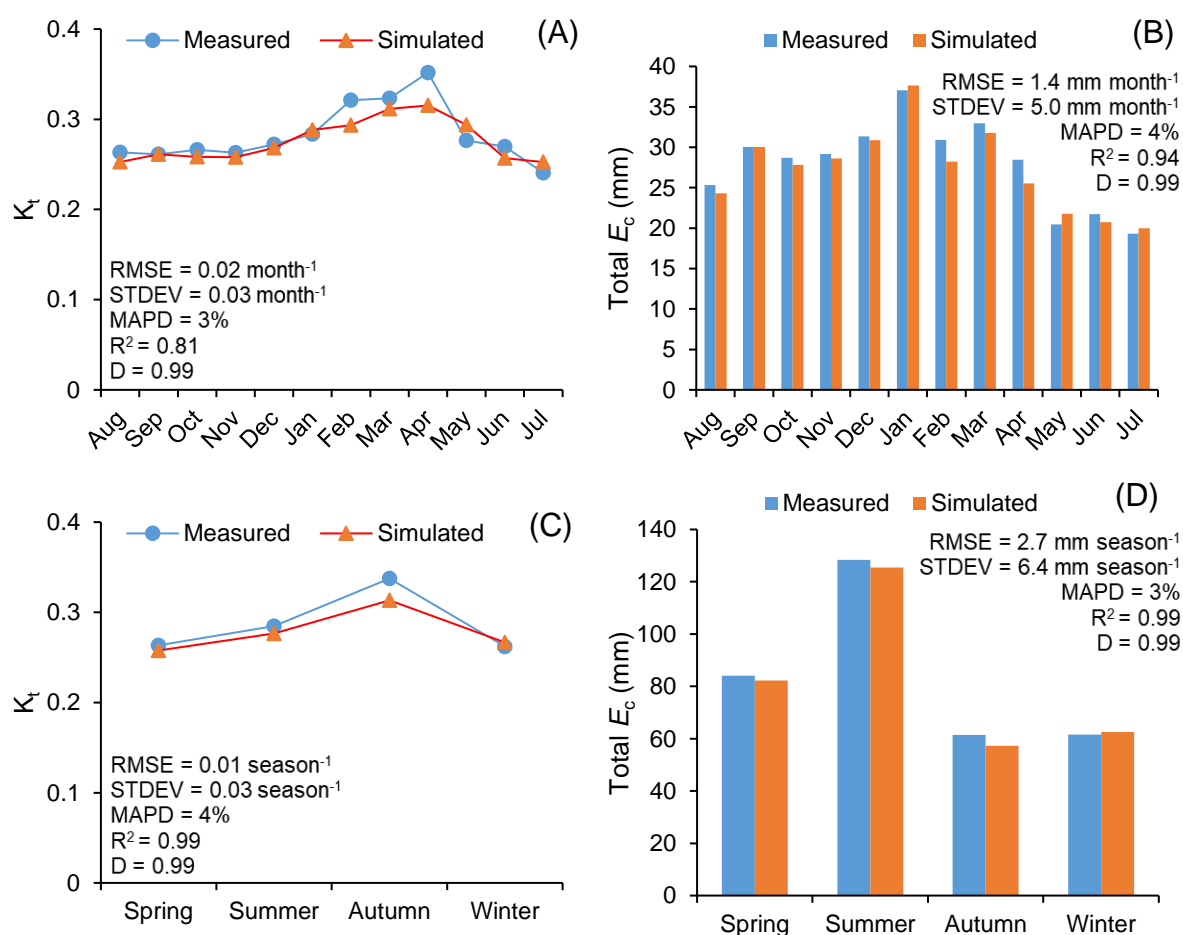 Measured Simulated (A)
0.4
0.3
0.2
0.1
0
K_t
RMSE = 0.02 month⁻¹
STDEV = 0.03 month⁻¹
MAPD = 3%
R² = 0.81
D = 0.99
Aug Sep Oct Nov Dec Jan Feb Mar Apr May Jun Jul
Measured Simulated (B)
40
35
30
25
20
15
10
5
0
Total E_c (mm)
RMSE = 1.4 mm month⁻¹
STDEV = 5.0 mm month⁻¹
MAPD = 4%
R² = 0.94
D = 0.99
Aug Sep Oct Nov Dec Jan Feb Mar Apr May Jun Jul
Measured Simulated (C)
0.4
0.3
0.2
0.1
0
K_t
RMSE = 0.01 season⁻¹
STDEV = 0.03 season⁻¹
MAPD = 4%
R² = 0.99
D = 0.99
Spring Summer Autumn Winter
Measured Simulated (D)
140
120
100
80
60
40
20
0
Total E_c (mm)
RMSE = 2.7 mm season⁻¹
STDEV = 6.4 mm season⁻¹
MAPD = 3%
R² = 0.99
D = 0.99
Spring Summer Autumn Winter